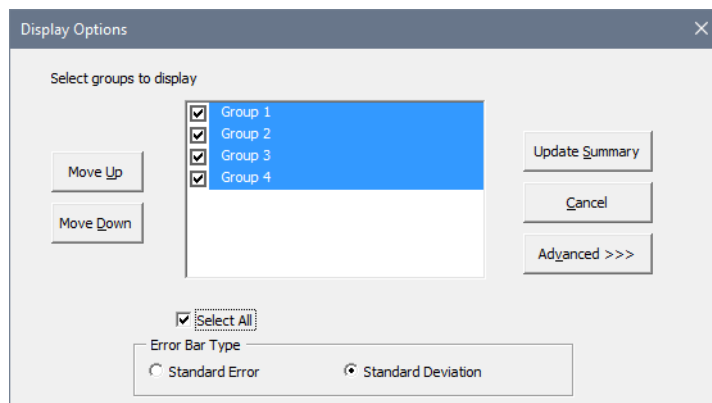 Display Options
Select groups to display
Group 1
Group 2
Group 3
Group 4
Move Up
Move Down
Update Summary
Cancel
Advanced >>>
Select All
Error Bar Type
Standard Error
Standard Deviation